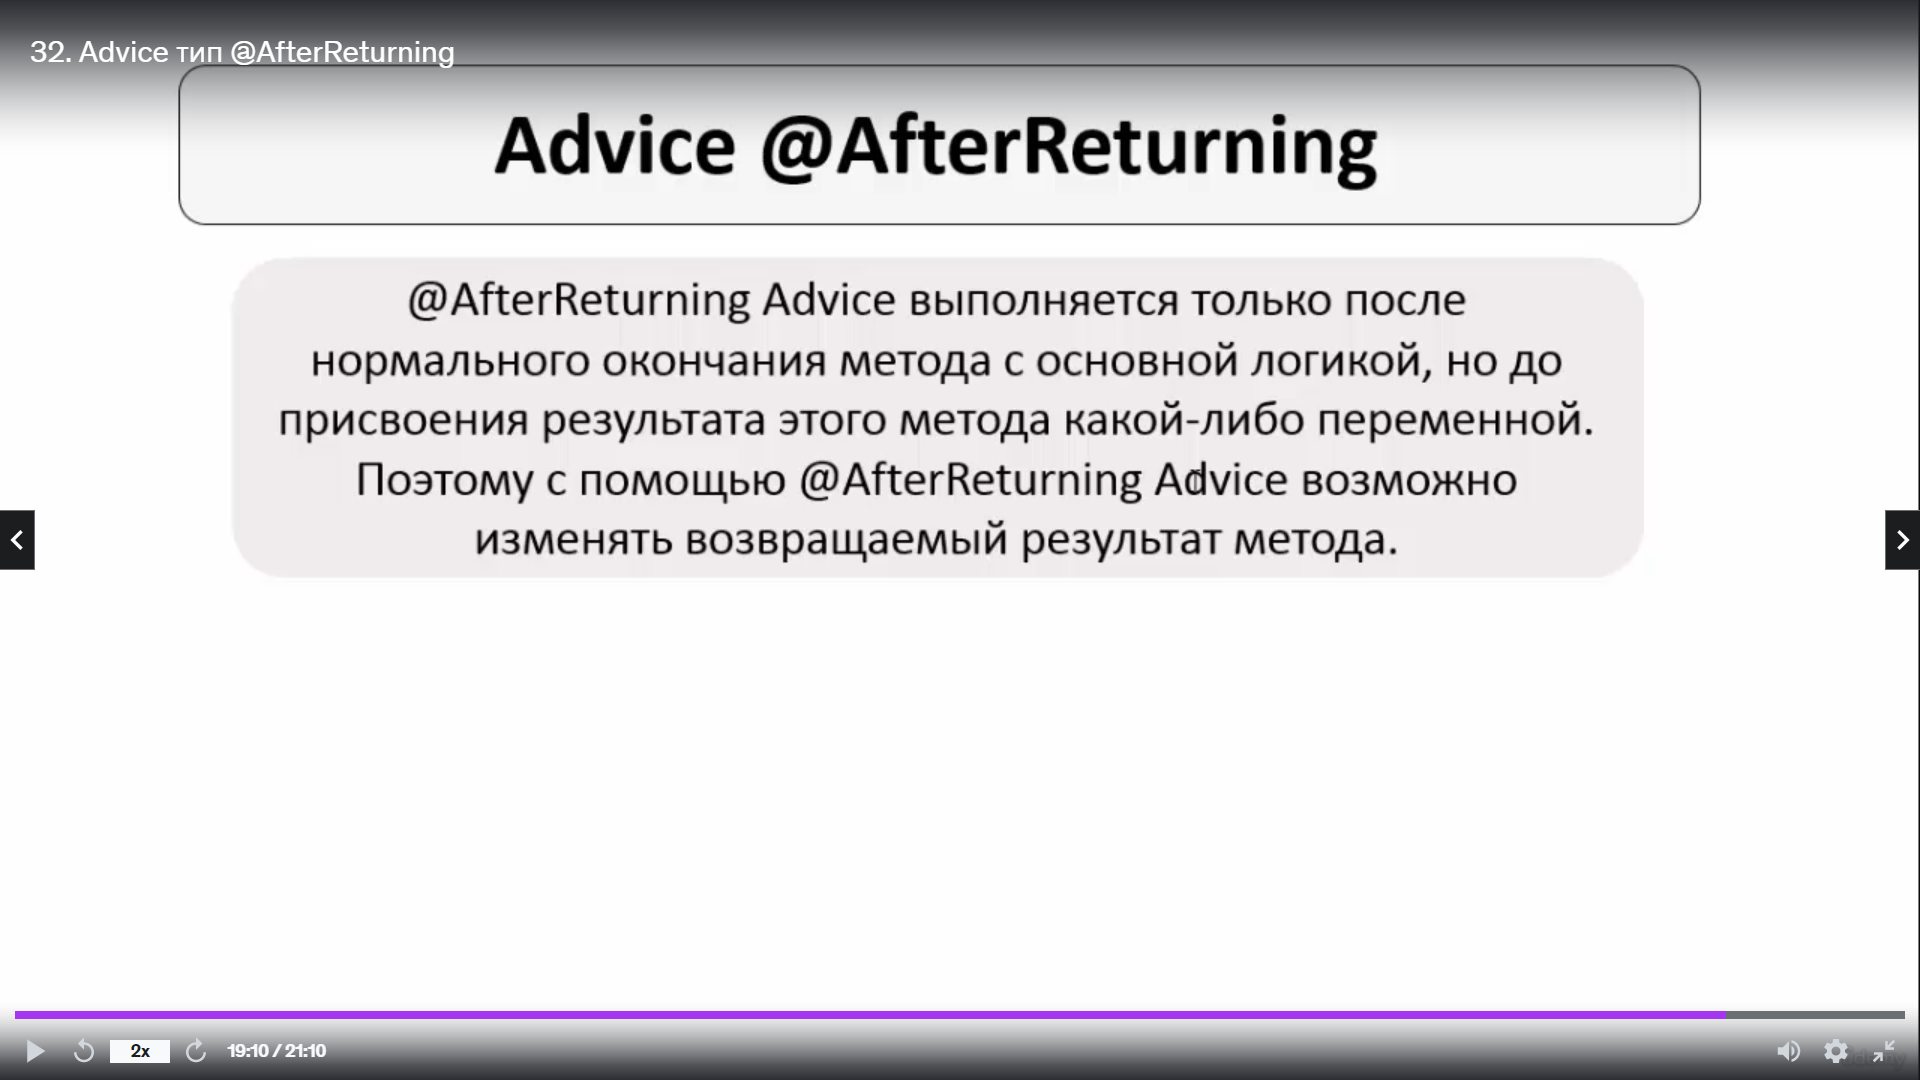 32. Advice тип @AfterReturning
Advice @AfterReturning
@AfterReturning Advice выполняется только после
нормального окончания метода с основной логикой, но до
присвоения результата этого метода какой-либо переменной.
Поэтому с помощью @AfterReturning Advice возможно
изменять возвращаемый результат метода.
2x
19:10 / 21:10